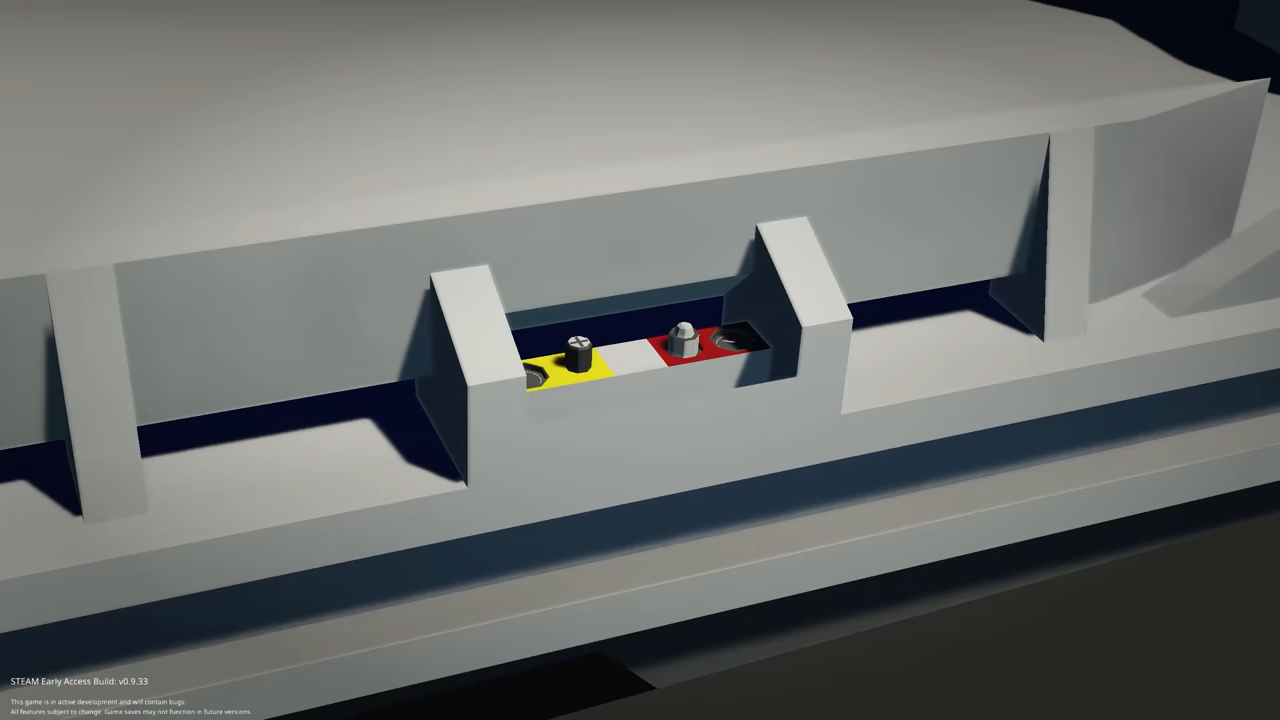 STEAM Early Access Build: v0.9.33
This game is in active development and will contain bugs.
All features subject to change. Game saves may not function in future versions.